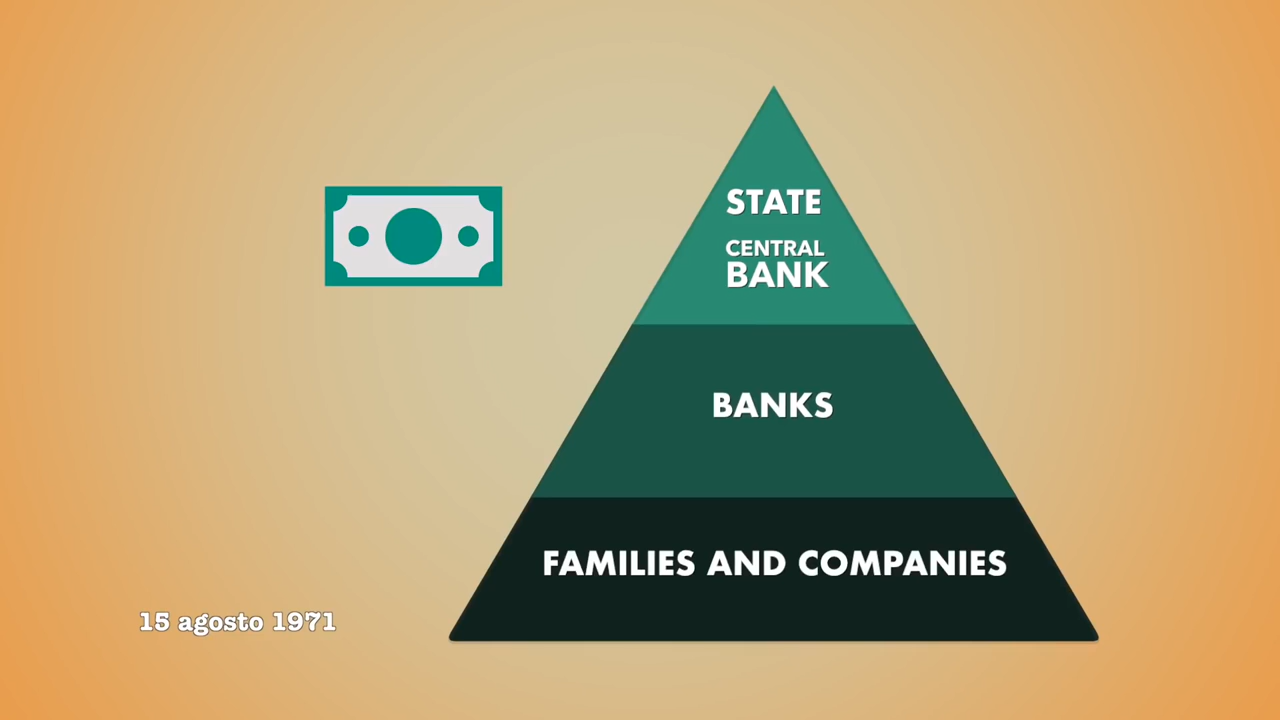 STATE
CENTRAL
BANK
BANKS
FAMILIES AND COMPANIES
15 agosto 1971